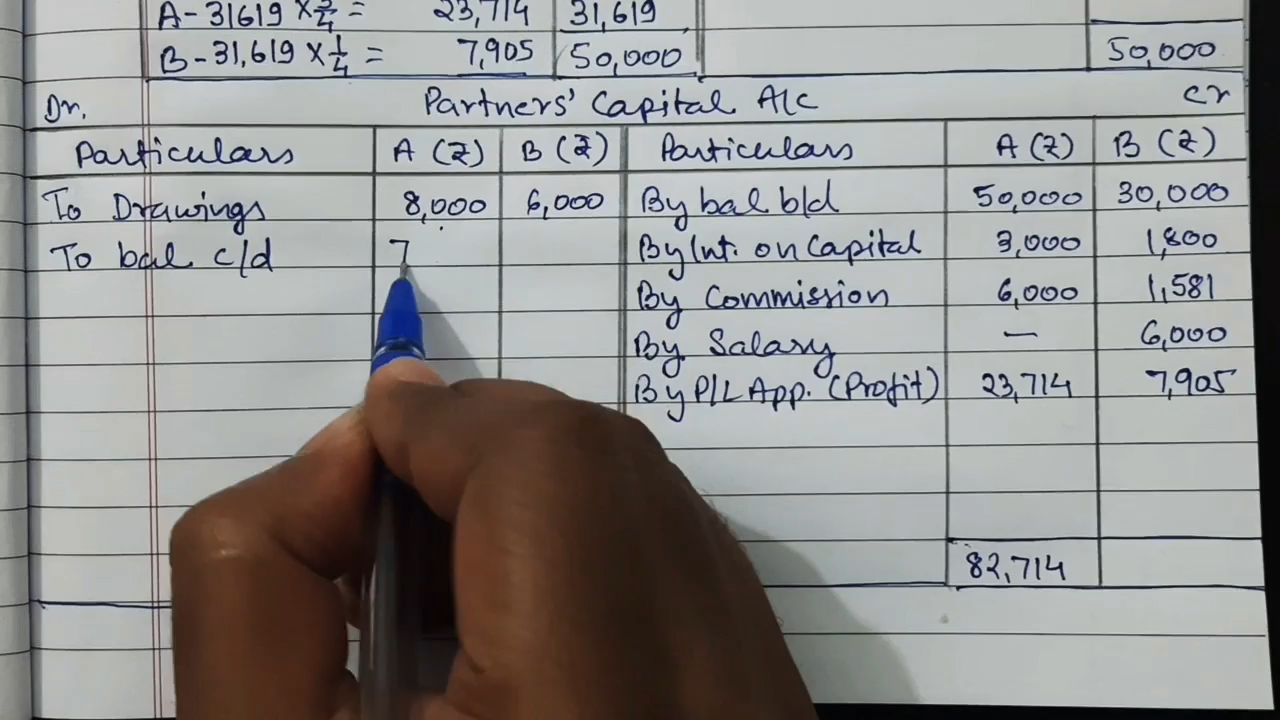 A - 31619 × 3/4 = 23,714 31,619
B - 31,619 × 1/4 = 7,905 50,000 50,000
Dr. Partners' Capital A/c Cr
Particulars A (₹) B (₹) Particulars A (₹) B (₹)
To Drawings 8,000 6,000 By bal b/d 50,000 30,000
To bal c/d 7 By Int. on Capital 3,000 1,800
By Commission 6,000 1,581
By Salary — 6,000
By P/L App. (Profit) 23,714 7,905
82,714